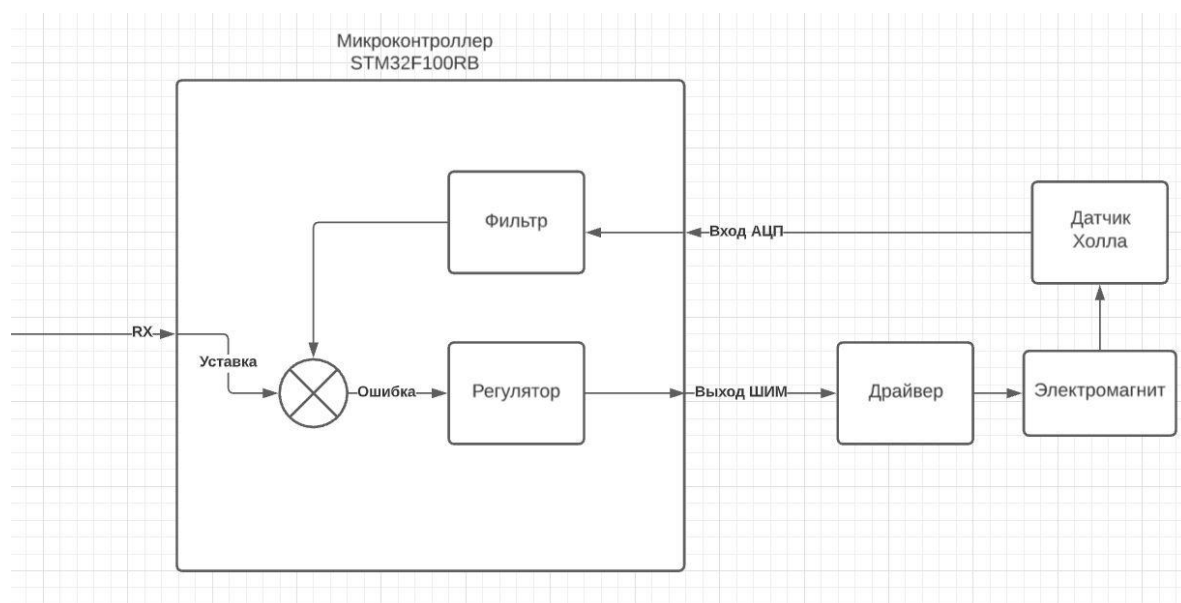 Микроконтроллер
STM32F100RB
Фильтр
Вход АЦП
Датчик
Холла
RX
Уставка
Ошибка
Регулятор
Выход ШИМ
Драйвер
Электромагнит